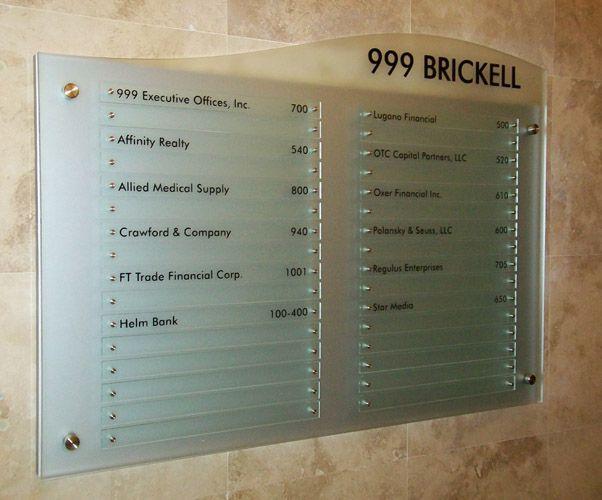 999 BRICKELL
999 Executive Offices, Inc. 700
Affinity Realty 540
Allied Medical Supply 800
Crawford & Company 940
FT Trade Financial Corp. 1001
Helm Bank 100-400
Lugano Financial 500
OTC Capital Partners, LLC 520
Oxer Financial Inc. 610
Polansky & Seuss, LLC 600
Regulus Enterprises 705
Star Media 650